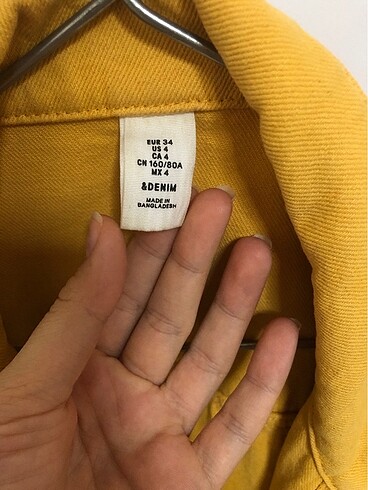 EUR 34
US 4
CA 4
CN 160/80A
MX 4
&DENIM
MADE IN
BANGLADESH